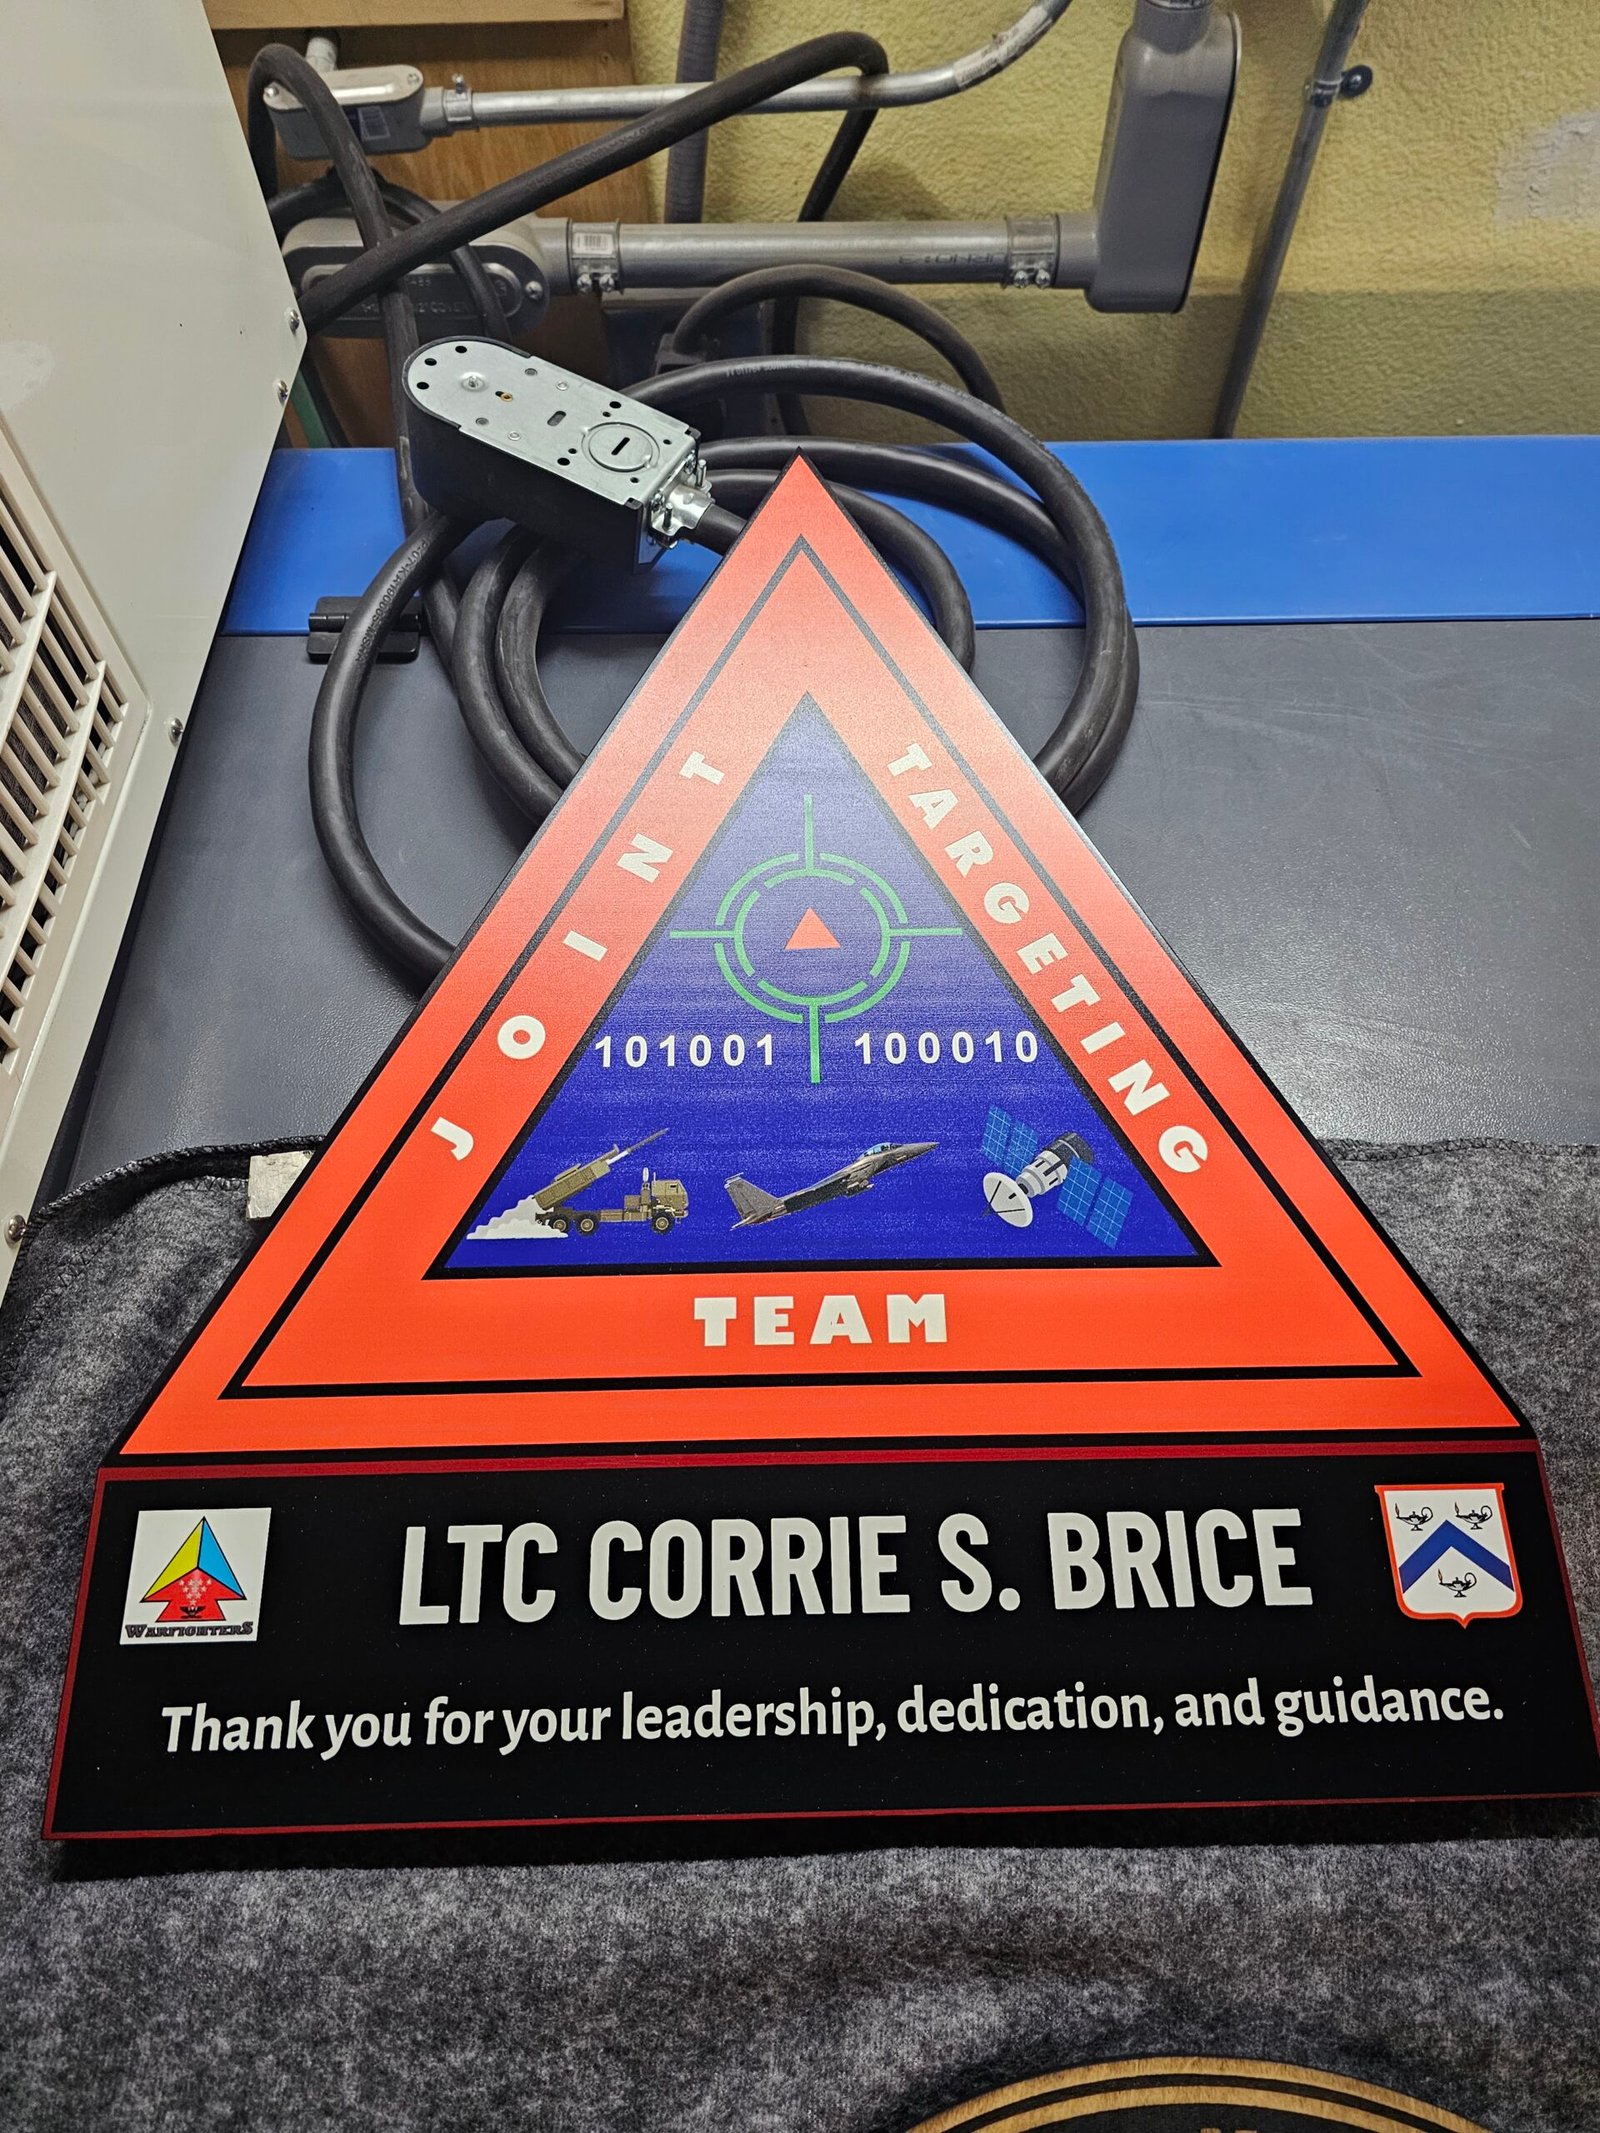 JOINT
TARGETING
101001 100010
TEAM
LTC CORRIE S. BRICE
WARFIGHTERS
Thank you for your leadership, dedication, and guidance.